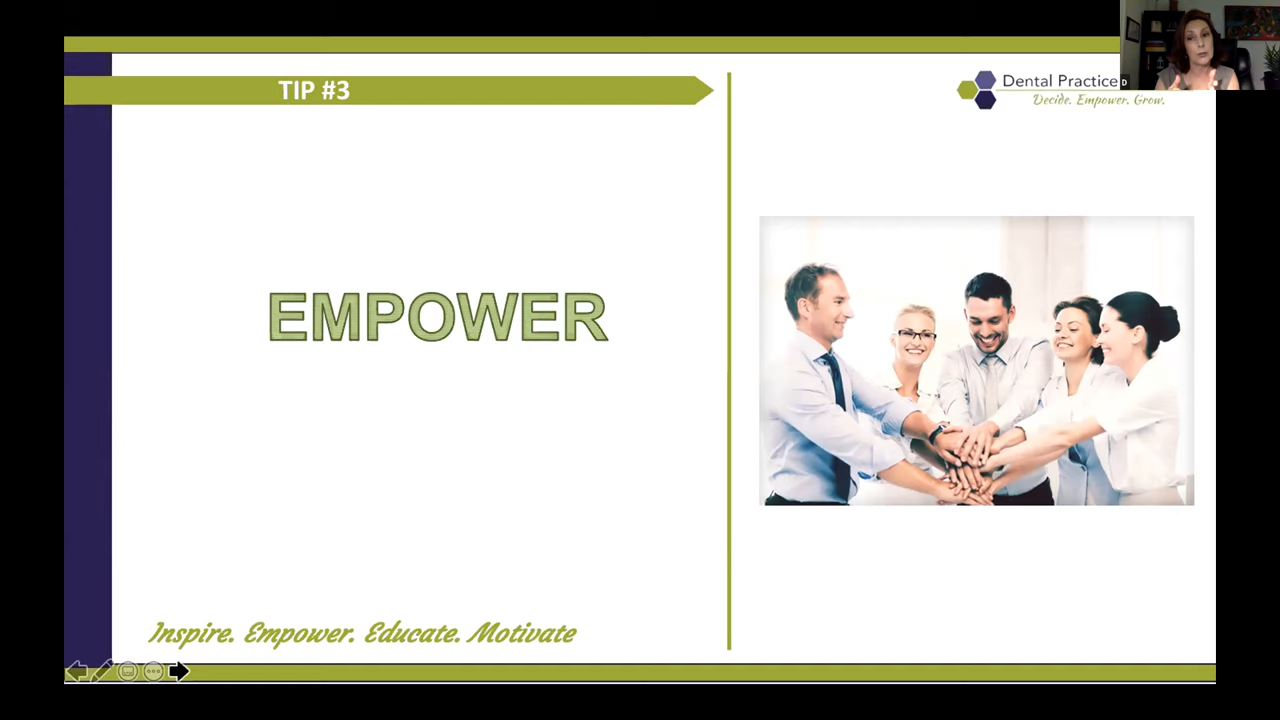 TIP #3
Dental Practice
Decide. Empower. Grow.
D
EMPOWER
Inspire. Empower. Educate. Motivate